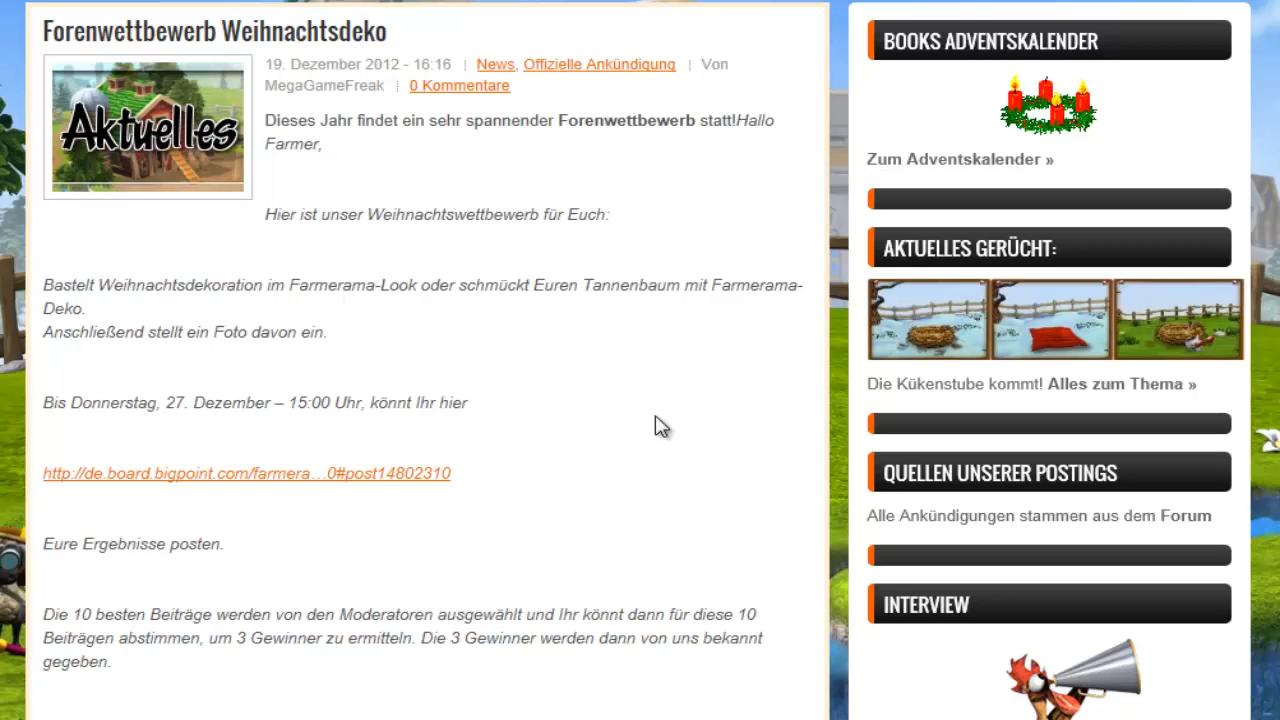 Forenwettbewerb Weihnachtsdeko
Aktuelles
19. Dezember 2012 - 16:16 ⋮ News, Offizielle Ankündigung ⋮ Von
MegaGameFreak ⋮ 0 Kommentare
Dieses Jahr findet ein sehr spannender Forenwettbewerb statt!Hallo
Farmer,
Hier ist unser Weihnachtswettbewerb für Euch:
Bastelt Weihnachtsdekoration im Farmerama-Look oder schmückt Euren Tannenbaum mit Farmerama-
Deko.
Anschließend stellt ein Foto davon ein.
Bis Donnerstag, 27. Dezember – 15:00 Uhr, könnt Ihr hier
http://de.board.bigpoint.com/farmera…0#post14802310
Eure Ergebnisse posten.
Die 10 besten Beiträge werden von den Moderatoren ausgewählt und Ihr könnt dann für diese 10
Beiträgen abstimmen, um 3 Gewinner zu ermitteln. Die 3 Gewinner werden dann von uns bekannt
gegeben.
BOOKS ADVENTSKALENDER
Zum Adventskalender »
AKTUELLES GERÜCHT:
Die Kükenstube kommt! Alles zum Thema »
QUELLEN UNSERER POSTINGS
Alle Ankündigungen stammen aus dem Forum
INTERVIEW